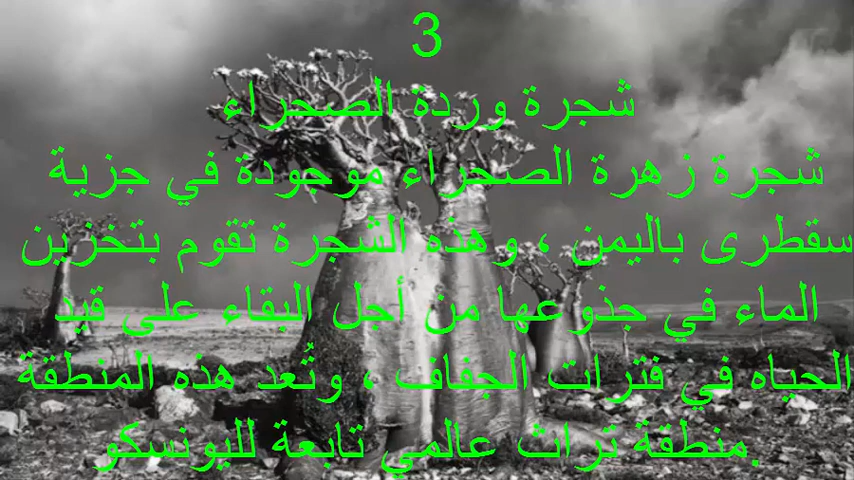 3
شجرة وردة الصحراء
شجرة زهرة الصحراء موجودة في جزية
سقطرى باليمن ، وهذه الشجرة تقوم بتخزين
الماء في جذوعها من أجل البقاء على قيد
الحياه في فترات الجفاف ، وتُعد هذه المنطقة
منطقة تراث عالمي تابعة لليونسكو.